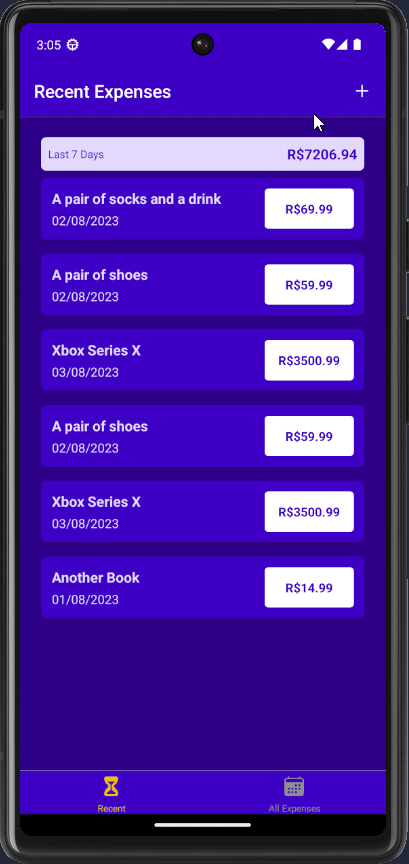 3:05
Recent Expenses
Last 7 Days R$7206.94
A pair of socks and a drink
02/08/2023
R$69.99
A pair of shoes
02/08/2023
R$59.99
Xbox Series X
03/08/2023
R$3500.99
A pair of shoes
02/08/2023
R$59.99
Xbox Series X
03/08/2023
R$3500.99
Another Book
01/08/2023
R$14.99
Recent All Expenses